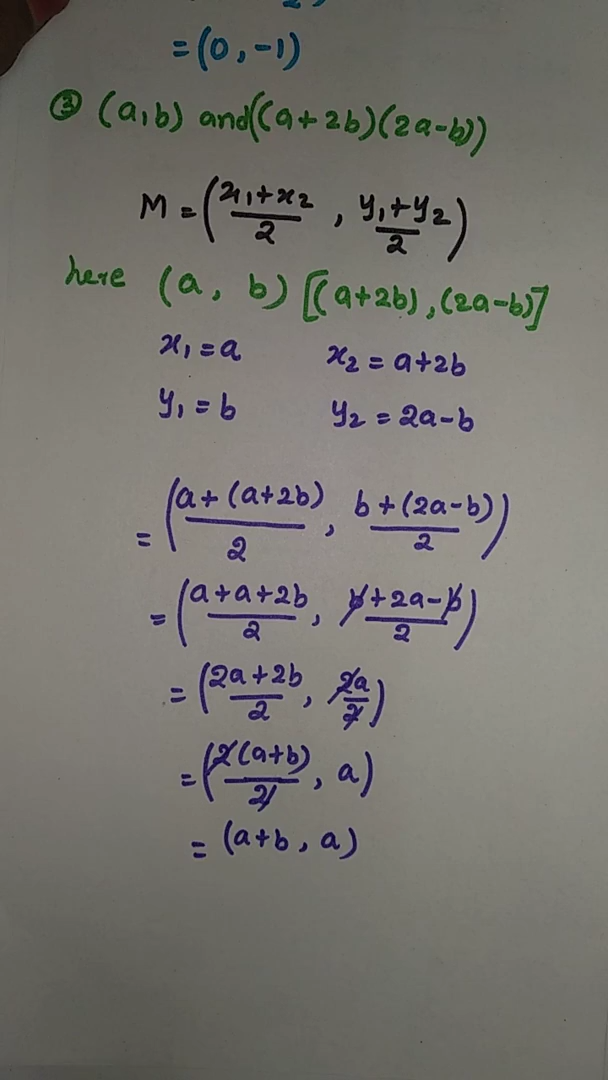 =(0,-1)
③ (a,b) and((a+2b)(2a-b))
M = (x₁+x₂/2 , y₁+y₂/2)
here (a, b) [(a+2b),(2a-b)]
x₁ = a x₂ = a+2b
y₁ = b y₂ = 2a-b
= (a+(a+2b)/2 , b+(2a-b)/2)
= (a+a+2b/2 , b+2a-b/2)
= (2a+2b/2 , 2a/2)
= (2(a+b)/2 , a)
= (a+b, a)